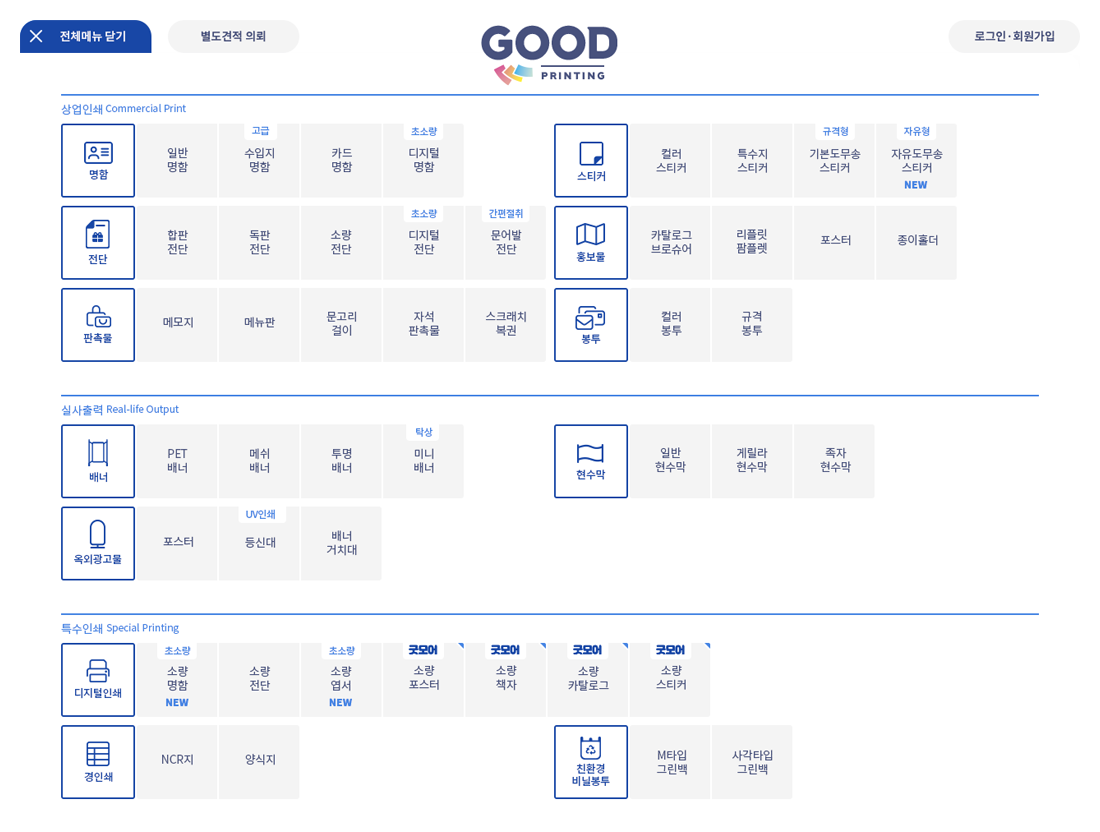 전체메뉴 닫기
별도견적 의뢰
GOOD
PRINTING
로그인·회원가입
상업인쇄 Commercial Print
명함
일반
명함
고급
수입지
명함
카드
명함
초소량
디지털
명함
스티커
컬러
스티커
특수지
스티커
규격형
기본도무송
스티커
자유형
자유도무송
스티커
NEW
전단
합판
전단
독판
전단
소량
전단
초소량
디지털
전단
간편절취
문어발
전단
홍보물
카탈로그
브로슈어
리플릿
팜플렛
포스터
종이홀더
판촉물
메모지
메뉴판
문고리
걸이
자석
판촉물
스크래치
복권
봉투
컬러
봉투
규격
봉투
실사출력 Real-life Output
배너
PET
배너
메쉬
배너
투명
배너
탁상
미니
배너
현수막
일반
현수막
게릴라
현수막
족자
현수막
옥외광고물
포스터
UV인쇄
등신대
배너
거치대
특수인쇄 Special Printing
디지털인쇄
초소량
소량
명함
NEW
소량
전단
초소량
소량
엽서
NEW
굿모어
소량
포스터
굿모어
소량
책자
굿모어
소량
카탈로그
굿모어
소량
스티커
경인쇄
NCR지
양식지
친환경
비닐봉투
M타입
그린백
사각타입
그린백